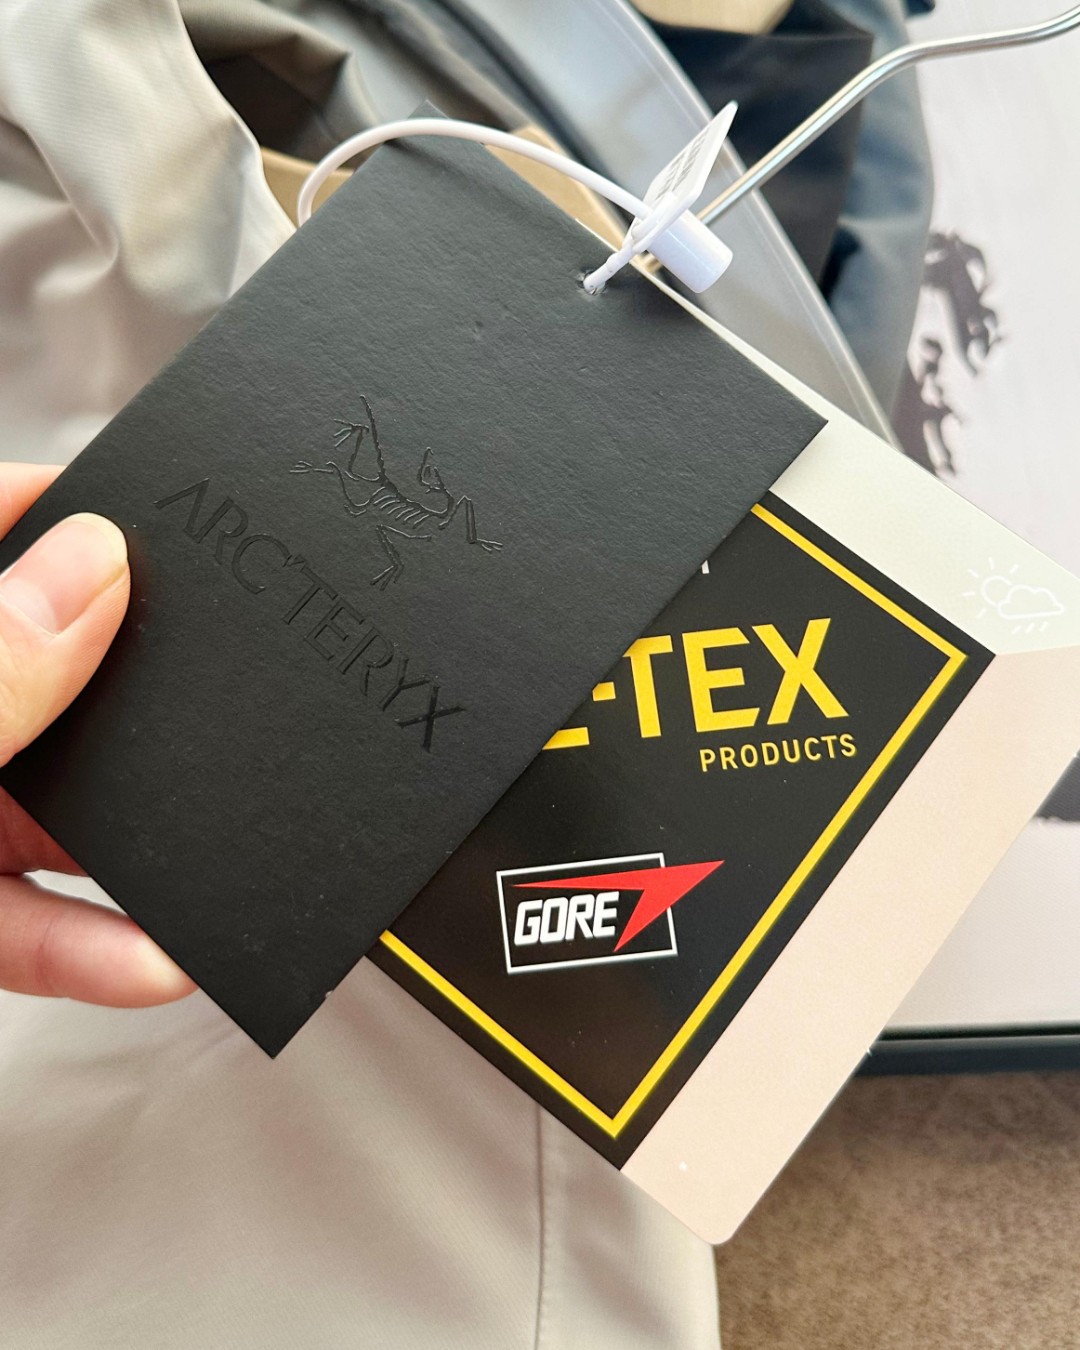 ARC'TERYX
E-TEX
PRODUCTS
GORE